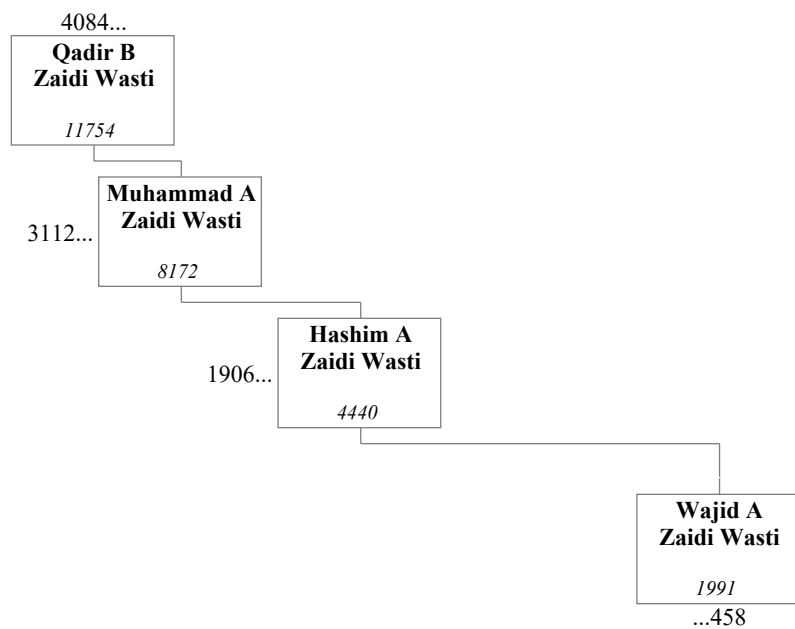 4084...
Qadir B
Zaidi Wasti
11754
Muhammad A
Zaidi Wasti
3112...
8172
Hashim A
Zaidi Wasti
1906...
4440
Wajid A
Zaidi Wasti
1991
...458